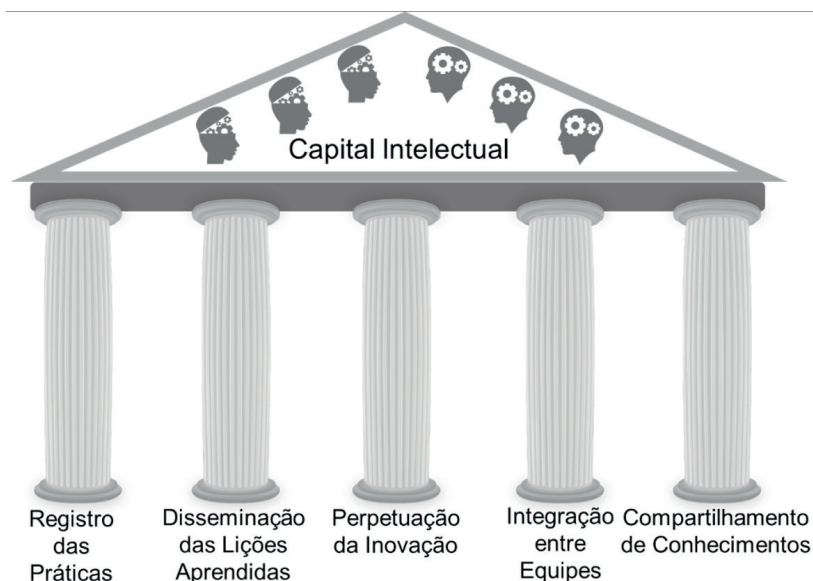 Capital Intelectual
Registro
das
Práticas
Disseminação
das Lições
Aprendidas
Perpetuação
da Inovação
Integração
entre
Equipes
Compartilhamento
de Conhecimentos